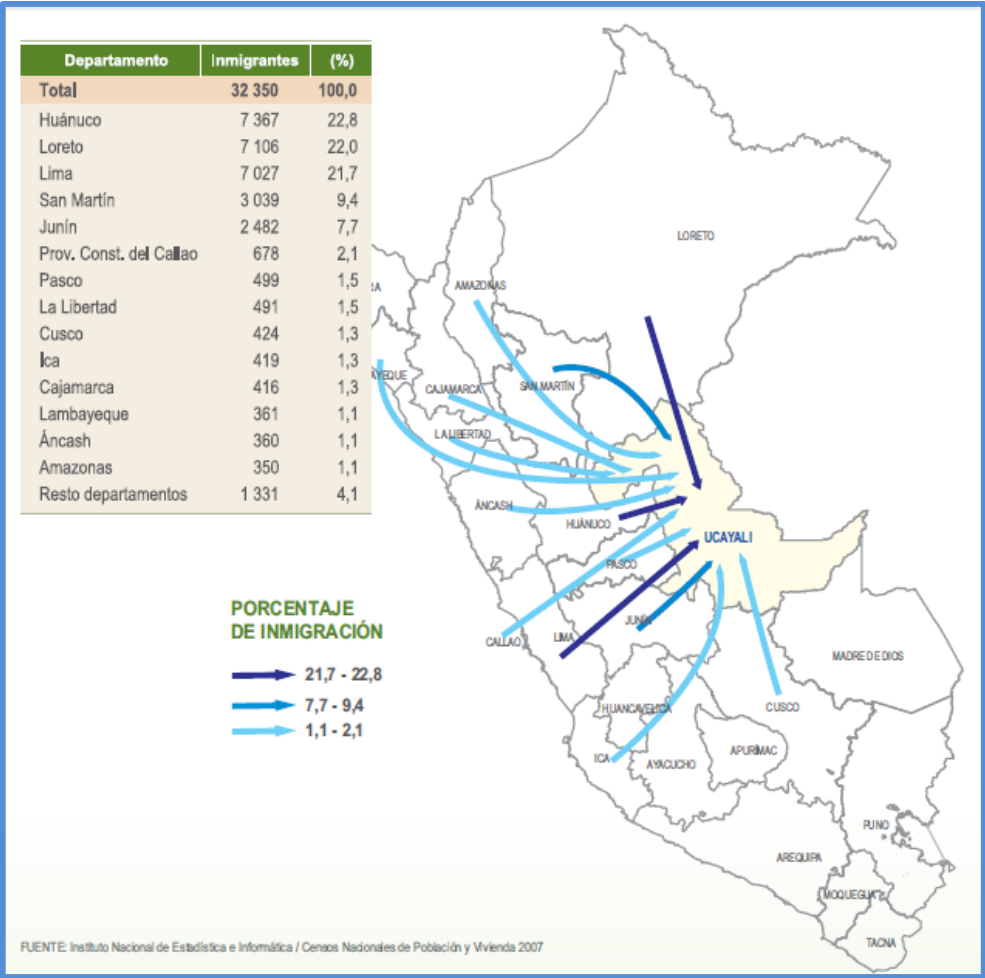 Departamento Inmigrantes (%)
Total 32 350 100,0
Huánuco 7 367 22,8
Loreto 7 106 22,0
Lima 7 027 21,7
San Martín 3 039 9,4
Junín 2 482 7,7
Prov. Const. del Callao 678 2,1
Pasco 499 1,5
La Libertad 491 1,5
Cusco 424 1,3
Ica 419 1,3
Cajamarca 416 1,3
Lambayeque 361 1,1
Áncash 360 1,1
Amazonas 350 1,1
Resto departamentos 1 331 4,1
LORETO
RA
AMAZONAS
AYEQUE
CAJAMARCA
SAN MARTÍN
LA LIBERTAD
ÁNCASH
HUÁNUCO
UCAYALI
PASCO
JUNÍN
CALLAO
LIMA
MADRE DE DIOS
HUANCAVELICA
CUSCO
ICA
AYACUCHO
APURÍMAC
PUNO
AREQUIPA
MOQUEGUA
TACNA
PORCENTAJE
DE INMIGRACIÓN
21,7 - 22,8
7,7 - 9,4
1,1 - 2,1
FUENTE: Instituto Nacional de Estadística e Informática / Censos Nacionales de Población y Vivienda 2007